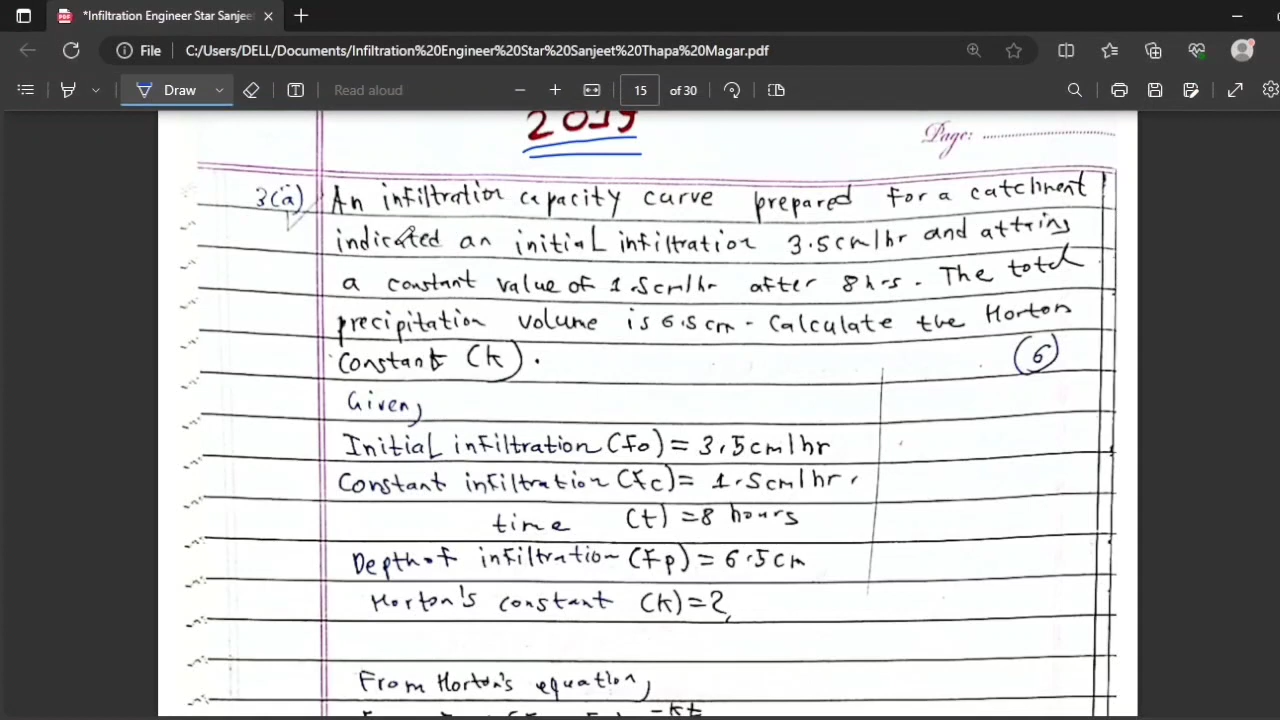 *Infiltration Engineer Star Sanjeet
File
C:/Users/DELL/Documents/Infiltration%20Engineer%20Star%20Sanjeet%20Thapa%20Magar.pdf
Draw
Read aloud
15 of 30
Page:
3(a) An infiltration capacity curve prepared for a catchment
indicated an initial infiltration 3.5cm/hr and attains
a constant value of 1.5cm/hr after 8hrs. The total
precipitation volume is 6.5cm. Calculate the Horton
Constant (k).
(6)
Given,
Initial infiltration (fo) = 3.5cm/hr
Constant infiltration (fc) = 1.5cm/hr.
time (t) = 8 hours
Depth of infiltration (Fp) = 6.5cm
Horton's constant (k) = ?
From Horton's equation,